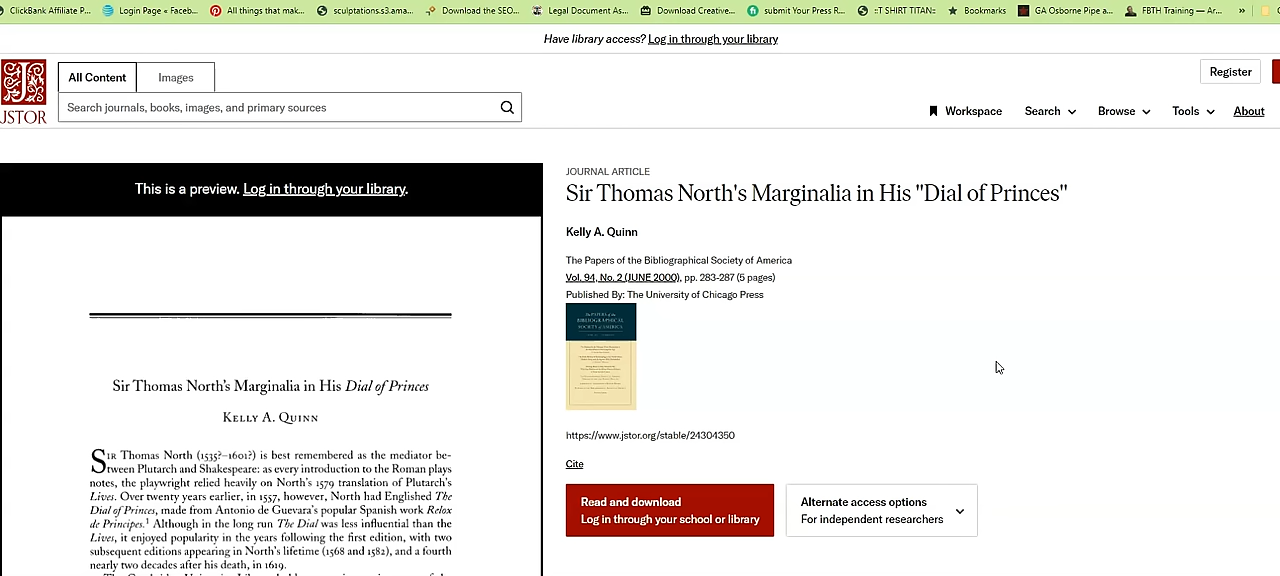 ClickBank Affiliate P...
Login Page « Faceb...
All things that mak...
sculptations.s3.ama...
Download the SEO...
Legal Document As...
Download Creative...
submit Your Press R...
::T SHIRT TITAN::
Bookmarks
GA Osborne Pipe a...
FBTH Training — Ar...
»
Have library access? Log in through your library
All Content
Images
Register
JSTOR
Search journals, books, images, and primary sources
Workspace
Search
Browse
Tools
About
This is a preview. Log in through your library.
Sir Thomas North's Marginalia in His Dial of Princes
KELLY A. QUINN
SIR Thomas North (1535?–1601?) is best remembered as the mediator be-
tween Plutarch and Shakespeare: as every introduction to the Roman plays
notes, the playwright relied heavily on North's 1579 translation of Plutarch's
Lives. Over twenty years earlier, in 1557, however, North had Englished The
Dial of Princes, made from Antonio de Guevara's popular Spanish work Relox
de Principes.¹ Although in the long run The Dial was less influential than the
Lives, it enjoyed popularity in the years following the first edition, with two
subsequent editions appearing in North's lifetime (1568 and 1582), and a fourth
nearly two decades after his death, in 1619.
JOURNAL ARTICLE
Sir Thomas North's Marginalia in His "Dial of Princes"
Kelly A. Quinn
The Papers of the Bibliographical Society of America
Vol. 94, No. 2 (JUNE 2000), pp. 283-287 (5 pages)
Published By: The University of Chicago Press
The PAPERS of the
BIBLIOGRAPHICAL
SOCIETY of AMERICA
https://www.jstor.org/stable/24304350
Cite
Read and download
Log in through your school or library
Alternate access options
For independent researchers